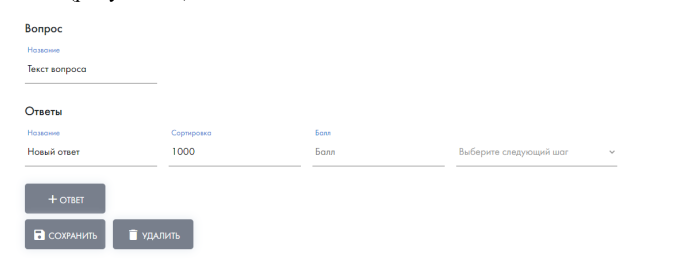 Вопрос
Название
Текст вопроса
Ответы
Название Сортировка Балл
Новый ответ 1000 Балл Выберите следующий шаг
+ ОТВЕТ
СОХРАНИТЬ УДАЛИТЬ